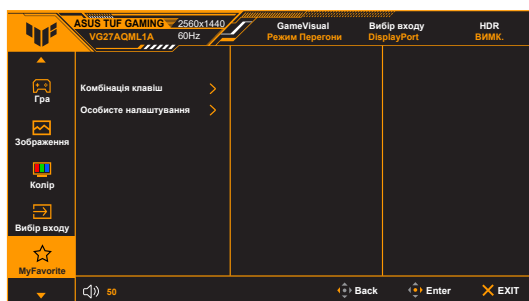 ASUS TUF GAMING 2560x1440
VG27AQML1A 60Hz
GameVisual
Режим Перегони
Вибір входу
DisplayPort
HDR
ВИМК.
Гра
Зображення
Колір
Вибір входу
MyFavorite
Комбінація клавіш
Особисте налаштування
50
Back
Enter
EXIT